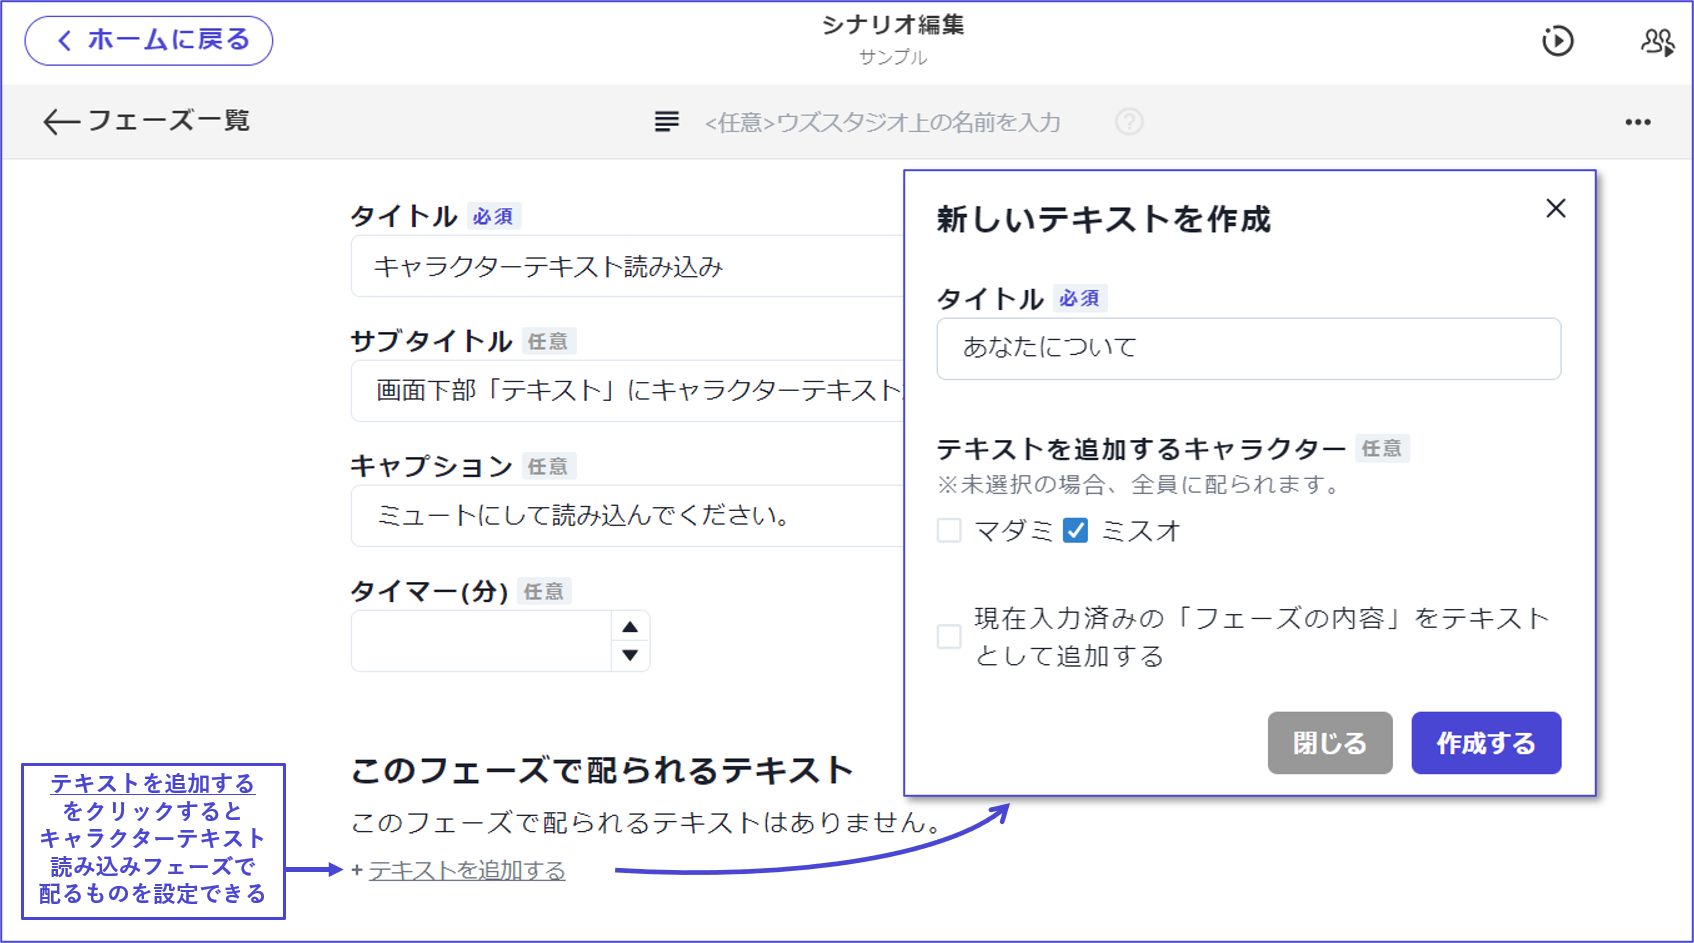 ホームに戻る
シナリオ編集
サンプル
フェーズ一覧
<任意>ウズスタジオ上の名前を入力
?
タイトル 必須
キャラクターテキスト読み込み
サブタイトル 任意
画面下部「テキスト」にキャラクターテキスト
キャプション 任意
ミュートにして読み込んでください。
タイマー(分) 任意
このフェーズで配られるテキスト
このフェーズで配られるテキストはありません。
+ テキストを追加する
テキストを追加する
をクリックすると
キャラクターテキスト
読み込みフェーズで
配るものを設定できる
新しいテキストを作成
タイトル 必須
あなたについて
テキストを追加するキャラクター 任意
※未選択の場合、全員に配られます。
マダミ ミスオ
現在入力済みの「フェーズの内容」をテキスト
として追加する
閉じる 作成する